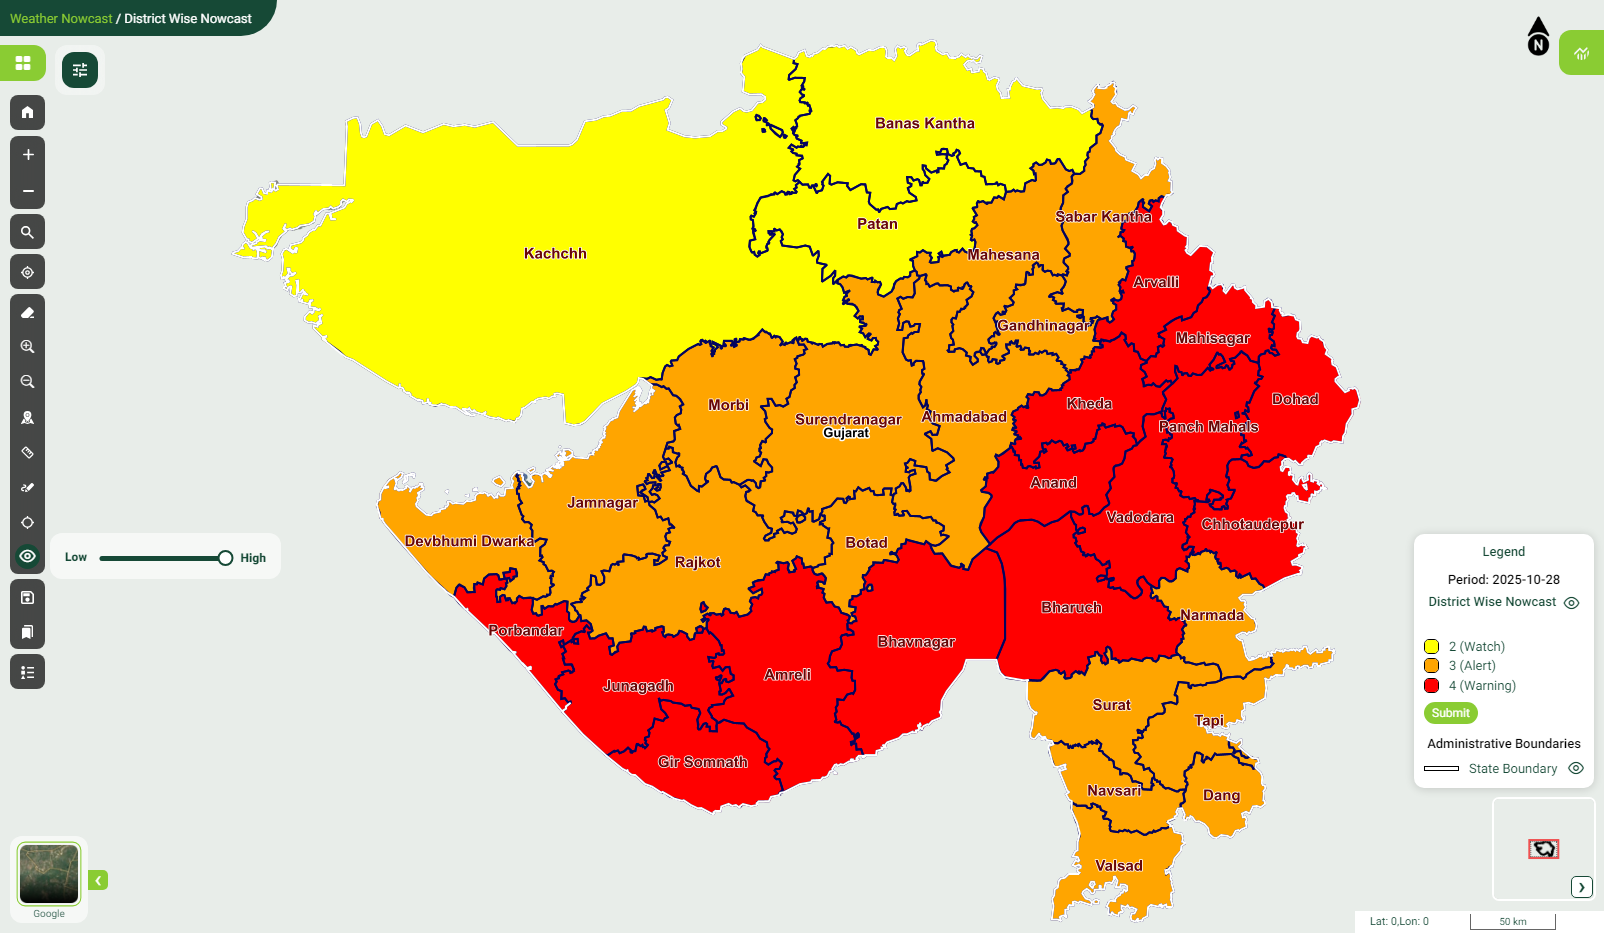 Weather Nowcast / District Wise Nowcast
N
Banas Kantha
Patan
Sabar Kantha
Kachchh
Mahesana
Arvalli
Gandhinagar
Mahisagar
Morbi
Surendranagar
Gujarat
Ahmadabad
Kheda
Dohad
Panch Mahals
Anand
Jamnagar
Vadodara
Chhotaudepur
Devbhumi Dwarka
Botad
Rajkot
Low
High
Bharuch
Narmada
Porbandar
Bhavnagar
Amreli
Junagadh
Surat
Tapi
Gir Somnath
Navsari
Dang
Valsad
Legend
Period: 2025-10-28
District Wise Nowcast
2 (Watch)
3 (Alert)
4 (Warning)
Submit
Administrative Boundaries
State Boundary
Google
Lat: 0,Lon: 0
50 km